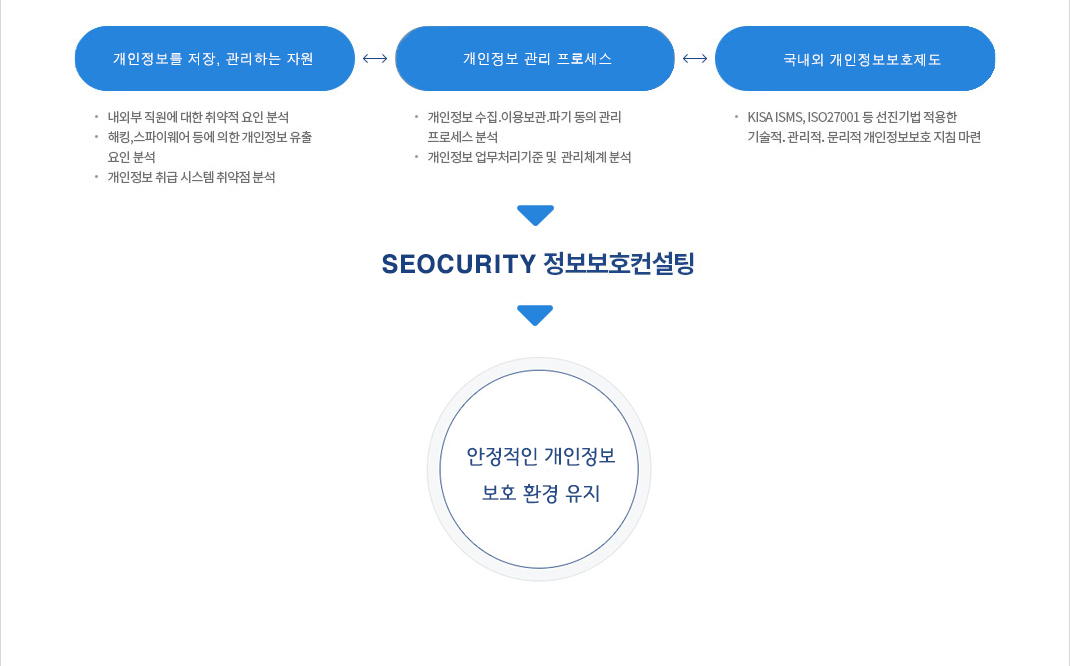 개인정보를 저장, 관리하는 자원
개인정보 관리 프로세스
국내외 개인정보보호제도
• 내외부 직원에 대한 취약적 요인 분석
• 해킹,스파이웨어 등에 의한 개인정보 유출
요인 분석
• 개인정보 취급 시스템 취약점 분석
• 개인정보 수집.이용보관.파기 동의 관리
프로세스 분석
• 개인정보 업무처리기준 및 관리체계 분석
• KISA ISMS, ISO27001 등 선진기법 적용한
기술적. 관리적. 문리적 개인정보보호 지침 마련
SEOCURITY 정보보호컨설팅
안정적인 개인정보
보호 환경 유지